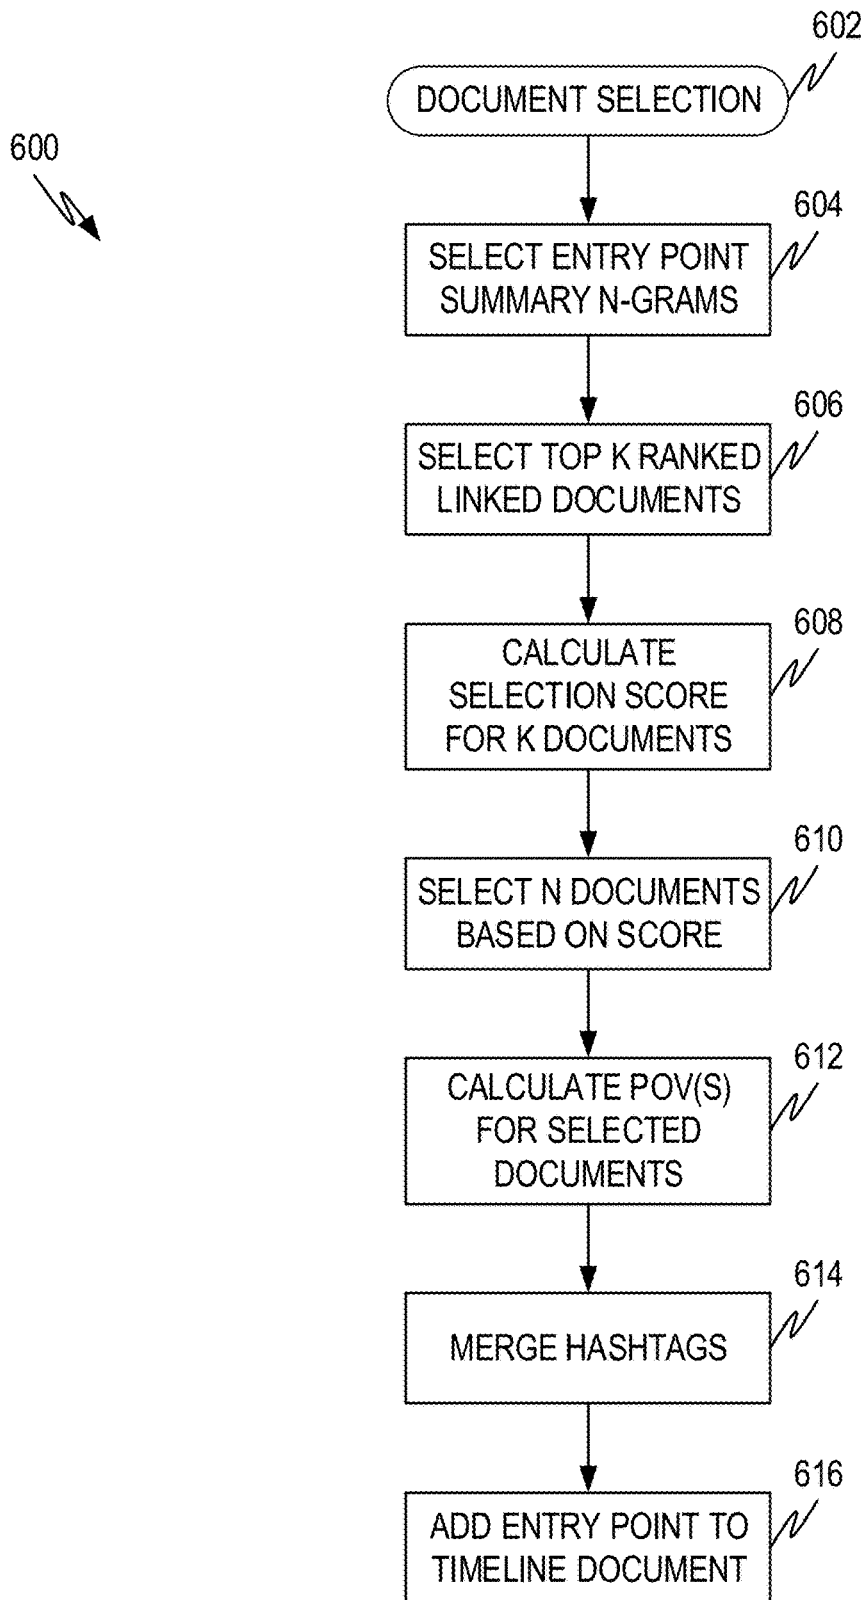 602
DOCUMENT SELECTION
600
604
SELECT ENTRY POINT
SUMMARY N-GRAMS
606
SELECT TOP K RANKED
LINKED DOCUMENTS
608
CALCULATE
SELECTION SCORE
FOR K DOCUMENTS
610
SELECT N DOCUMENTS
BASED ON SCORE
612
CALCULATE POV(S)
FOR SELECTED
DOCUMENTS
614
MERGE HASHTAGS
616
ADD ENTRY POINT TO
TIMELINE DOCUMENT